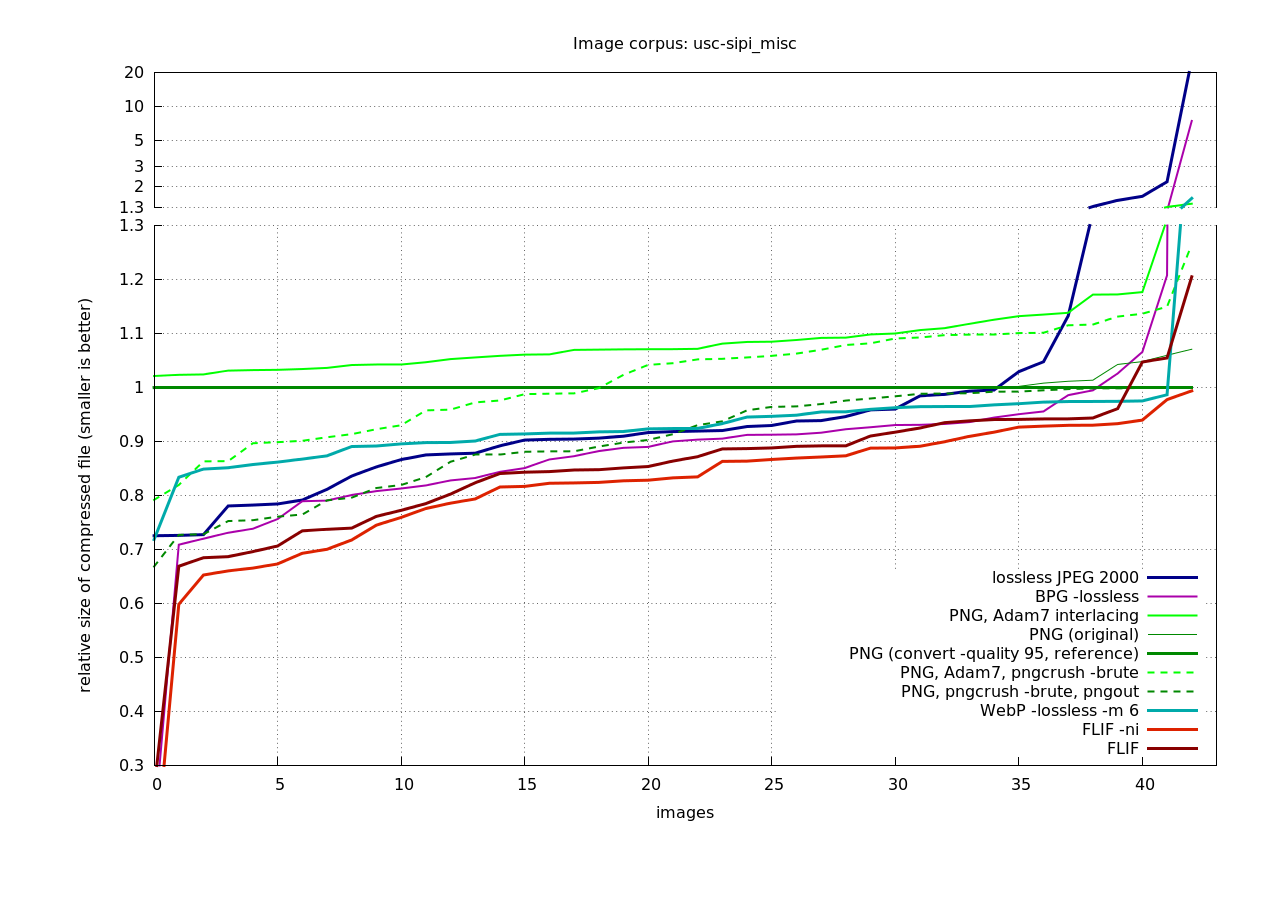 Image corpus: usc-sipi_misc
20
10
5
3
2
1.3
1.3
1.2
1.1
1
0.9
0.8
0.7
0.6
0.5
0.4
0.3
relative size of compressed file (smaller is better)
lossless JPEG 2000
BPG -lossless
PNG, Adam7 interlacing
PNG (original)
PNG (convert -quality 95, reference)
PNG, Adam7, pngcrush -brute
PNG, pngcrush -brute, pngout
WebP -lossless -m 6
FLIF -ni
FLIF
0 5 10 15 20 25 30 35 40
images